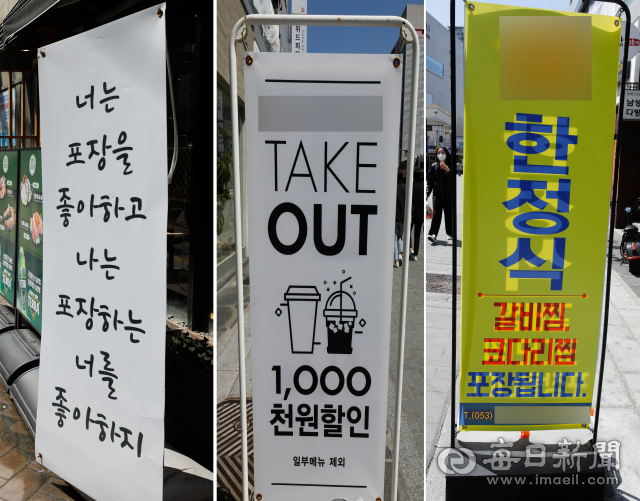 너는
포장을
좋아하고
나는
포장하는
너를
좋아하지
TAKE
OUT
1,000
천원할인
일부메뉴 제외
한정식
갈비찜.
코다리찜
포장됩니다.
T.(053)
每日新聞
www.imaeil.com